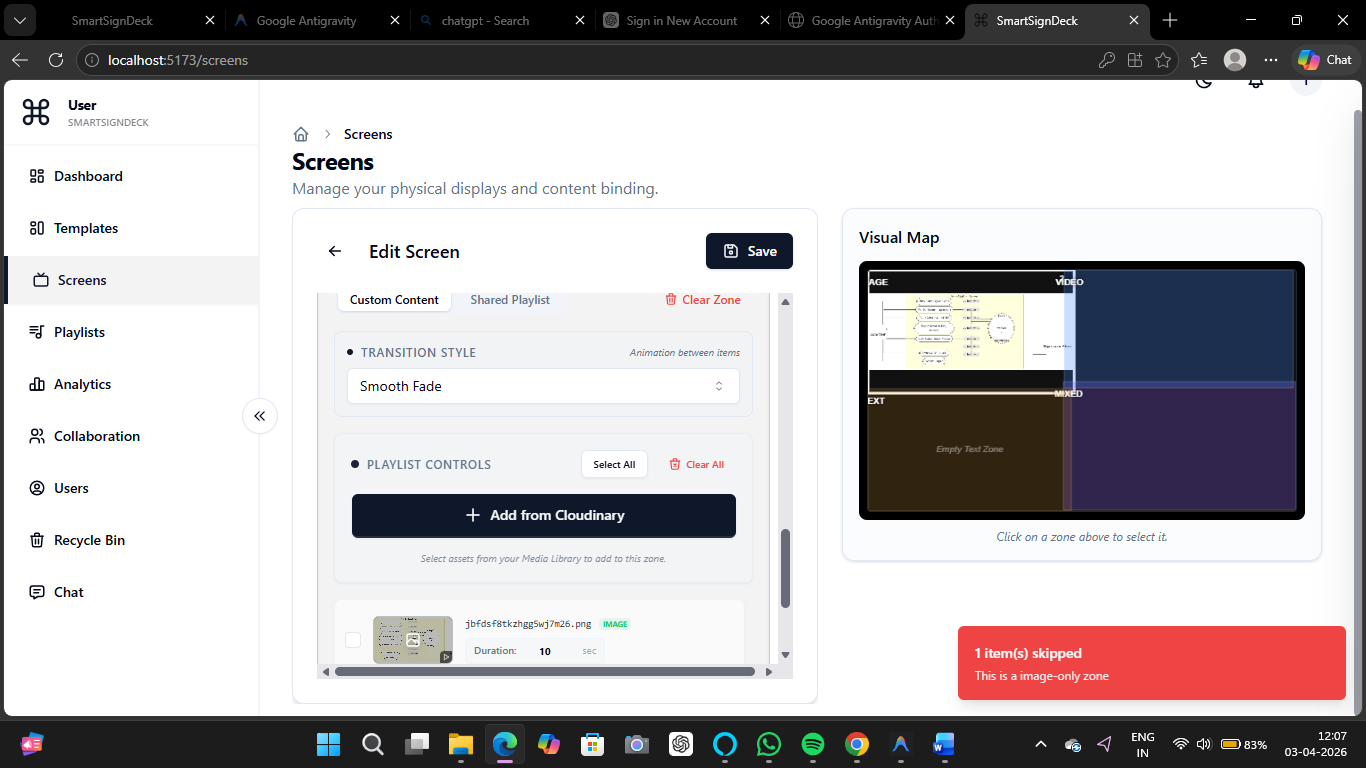 SmartSignDeck
Google Antigravity
chatgpt - Search
Sign in New Account
Google Antigravity Auth
SmartSignDeck
localhost:5173/screens
Chat
User
SMARTSIGNDECK
Dashboard
Templates
Screens
Playlists
Analytics
Collaboration
Users
Recycle Bin
Chat
Screens
Screens
Manage your physical displays and content binding.
Edit Screen
Save
Custom Content
Shared Playlist
Clear Zone
TRANSITION STYLE
Animation between items
Smooth Fade
PLAYLIST CONTROLS
Select All
Clear All
Add from Cloudinary
Select assets from your Media Library to add to this zone.
jbfdsf8tkzhgg5wj7m26.png
IMAGE
Duration:
10
sec
Visual Map
AGE
VIDEO
EXT
MIXED
Empty Text Zone
Click on a zone above to select it.
1 item(s) skipped
This is a image-only zone
ENG
IN
83%
12:07
03-04-2026